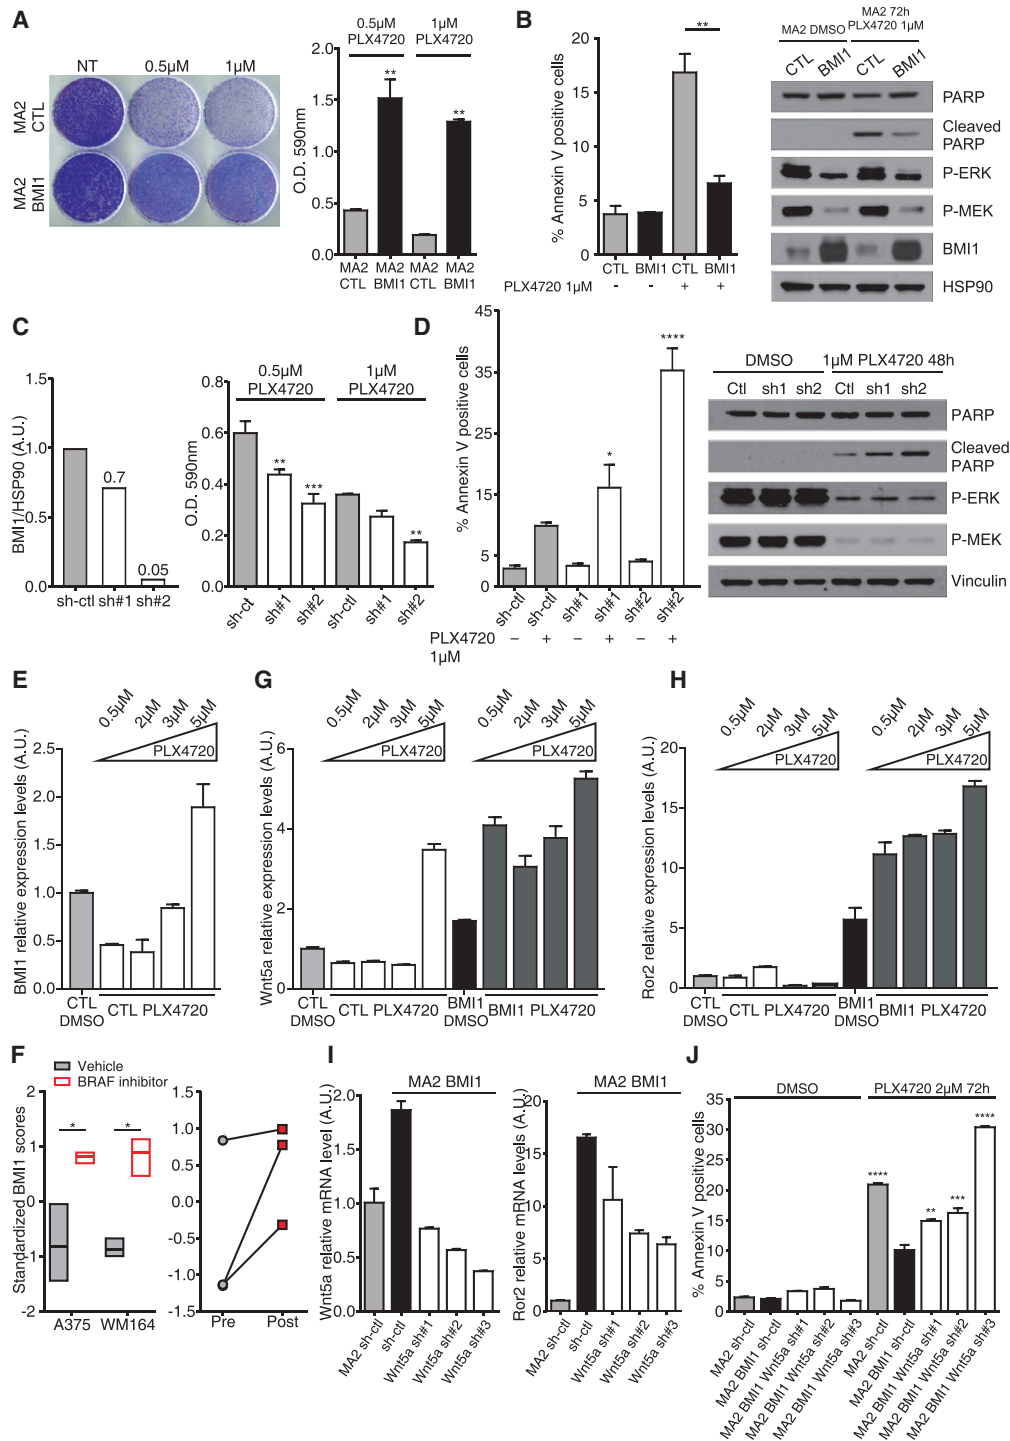 A
NT
0.5µM
1µM
MA2
CTL
MA2
BMI1
0.5µM
PLX4720
1µM
PLX4720
O.D. 590nm
2.0
1.5
1.0
0.5
0.0
**
**
MA2
CTL
MA2
BMI1
MA2
CTL
MA2
BMI1
B
% Annexin V positive cells
20
15
10
5
0
**
CTL
BMI1
CTL
BMI1
PLX4720 1µM
- - + +
MA2 DMSO
MA2 72h
PLX4720 1µM
CTL
BMI1
CTL
BMI1
PARP
Cleaved
PARP
P-ERK
P-MEK
BMI1
HSP90
C
BMI1/HSP90 (A.U.)
1.5
1.0
0.5
0.0
0.7
0.05
sh-ctl sh#1 sh#2
0.5µM
PLX4720
1µM
PLX4720
O.D. 590nm
0.8
0.6
0.4
0.2
0.0
**
***
**
sh-ct
sh#1
sh#2
sh-ctl
sh#1
sh#2
D
% Annexin V positive cells
45
35
25
15
5
0
*
****
sh-ctl
sh-ctl
sh#1
sh#1
sh#2
sh#2
PLX4720
1µM
– + – + – +
DMSO
1µM PLX4720 48h
Ctl sh1 sh2 Ctl sh1 sh2
PARP
Cleaved
PARP
P-ERK
P-MEK
Vinculin
E
0.5µM
2µM
3µM
5µM
PLX4720
BMI1 relative expression levels (A.U.)
2.5
2.0
1.5
1.0
0.5
0.0
CTL
DMSO
CTL PLX4720
G
0.5µM
2µM
3µM
5µM
PLX4720
0.5µM
2µM
3µM
5µM
PLX4720
Wnt5a relative expression levels (A.U.)
6
4
2
0
CTL
DMSO
CTL PLX4720
BMI1
DMSO
BMI1 PLX4720
H
0.5µM
2µM
3µM
5µM
PLX4720
0.5µM
2µM
3µM
5µM
PLX4720
Ror2 relative expression levels (A.U.)
20
15
10
5
0
CTL
DMSO
CTL PLX4720
BMI1
DMSO
BMI1 PLX4720
F
Vehicle
BRAF inhibitor
Standardized BMI1 scores
2
1
0
-1
-2
*
*
A375 WM164
1.5
1.0
0.5
0.0
-0.5
-1.0
-1.5
Pre Post
I
MA2 BMI1
Wnt5a relative mRNA level (A.U.)
2.0
1.5
1.0
0.5
0.0
MA2 sh-ctl
sh-ctl
Wnt5a sh#1
Wnt5a sh#2
Wnt5a sh#3
MA2 BMI1
Ror2 relative mRNA levels (A.U.)
20
15
10
5
0
MA2 sh-ctl
sh-ctl
Wnt5a sh#1
Wnt5a sh#2
Wnt5a sh#3
J
DMSO
PLX4720 2µM 72h
% Annexin V positive cells
35
30
25
20
15
10
5
0
****
**
***
****
MA2 sh-ctl
MA2 BMI1 sh-ctl
MA2 BMI1 Wnt5a sh#1
MA2 BMI1 Wnt5a sh#2
MA2 BMI1 Wnt5a sh#3
MA2 sh-ctl
MA2 BMI1 sh-ctl
MA2 BMI1 Wnt5a sh#1
MA2 BMI1 Wnt5a sh#2
MA2 BMI1 Wnt5a sh#3